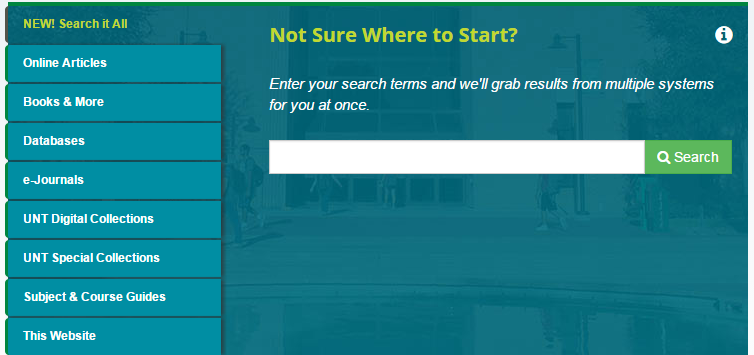 NEW! Search it All
Online Articles
Books & More
Databases
e-Journals
UNT Digital Collections
UNT Special Collections
Subject & Course Guides
This Website
Not Sure Where to Start?
Enter your search terms and we'll grab results from multiple systems
for you at once.
Search